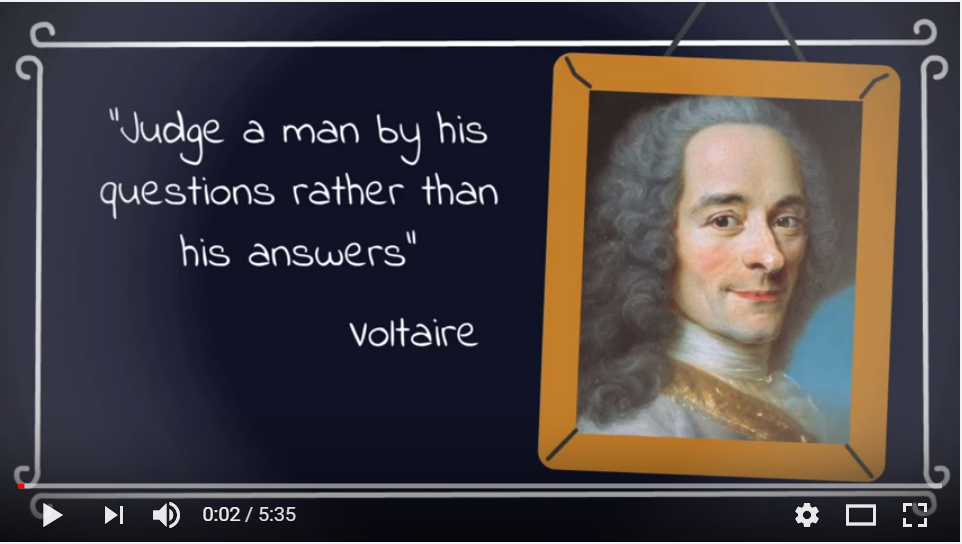 "Judge a man by his
questions rather than
his answers"
Voltaire
0:02 / 5:35